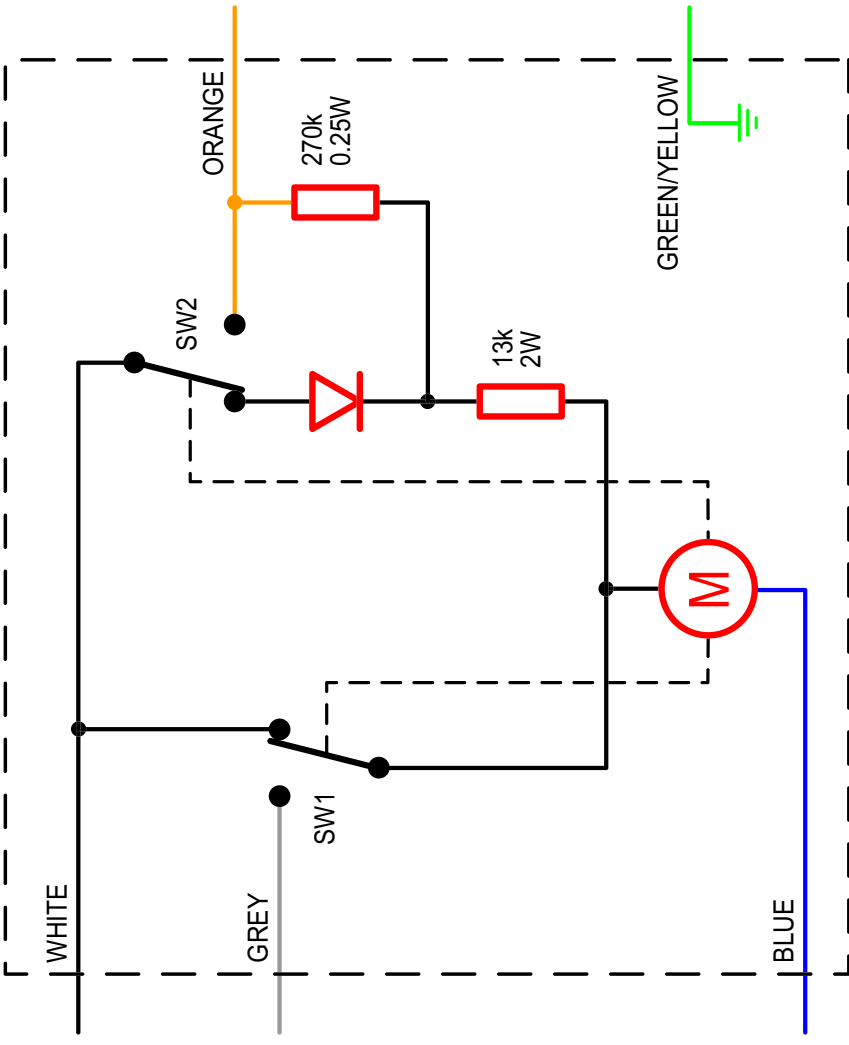 ORANGE
270k
0.25W
GREEN/YELLOW
SW2
13k
2W
M
SW1
WHITE
GREY
BLUE